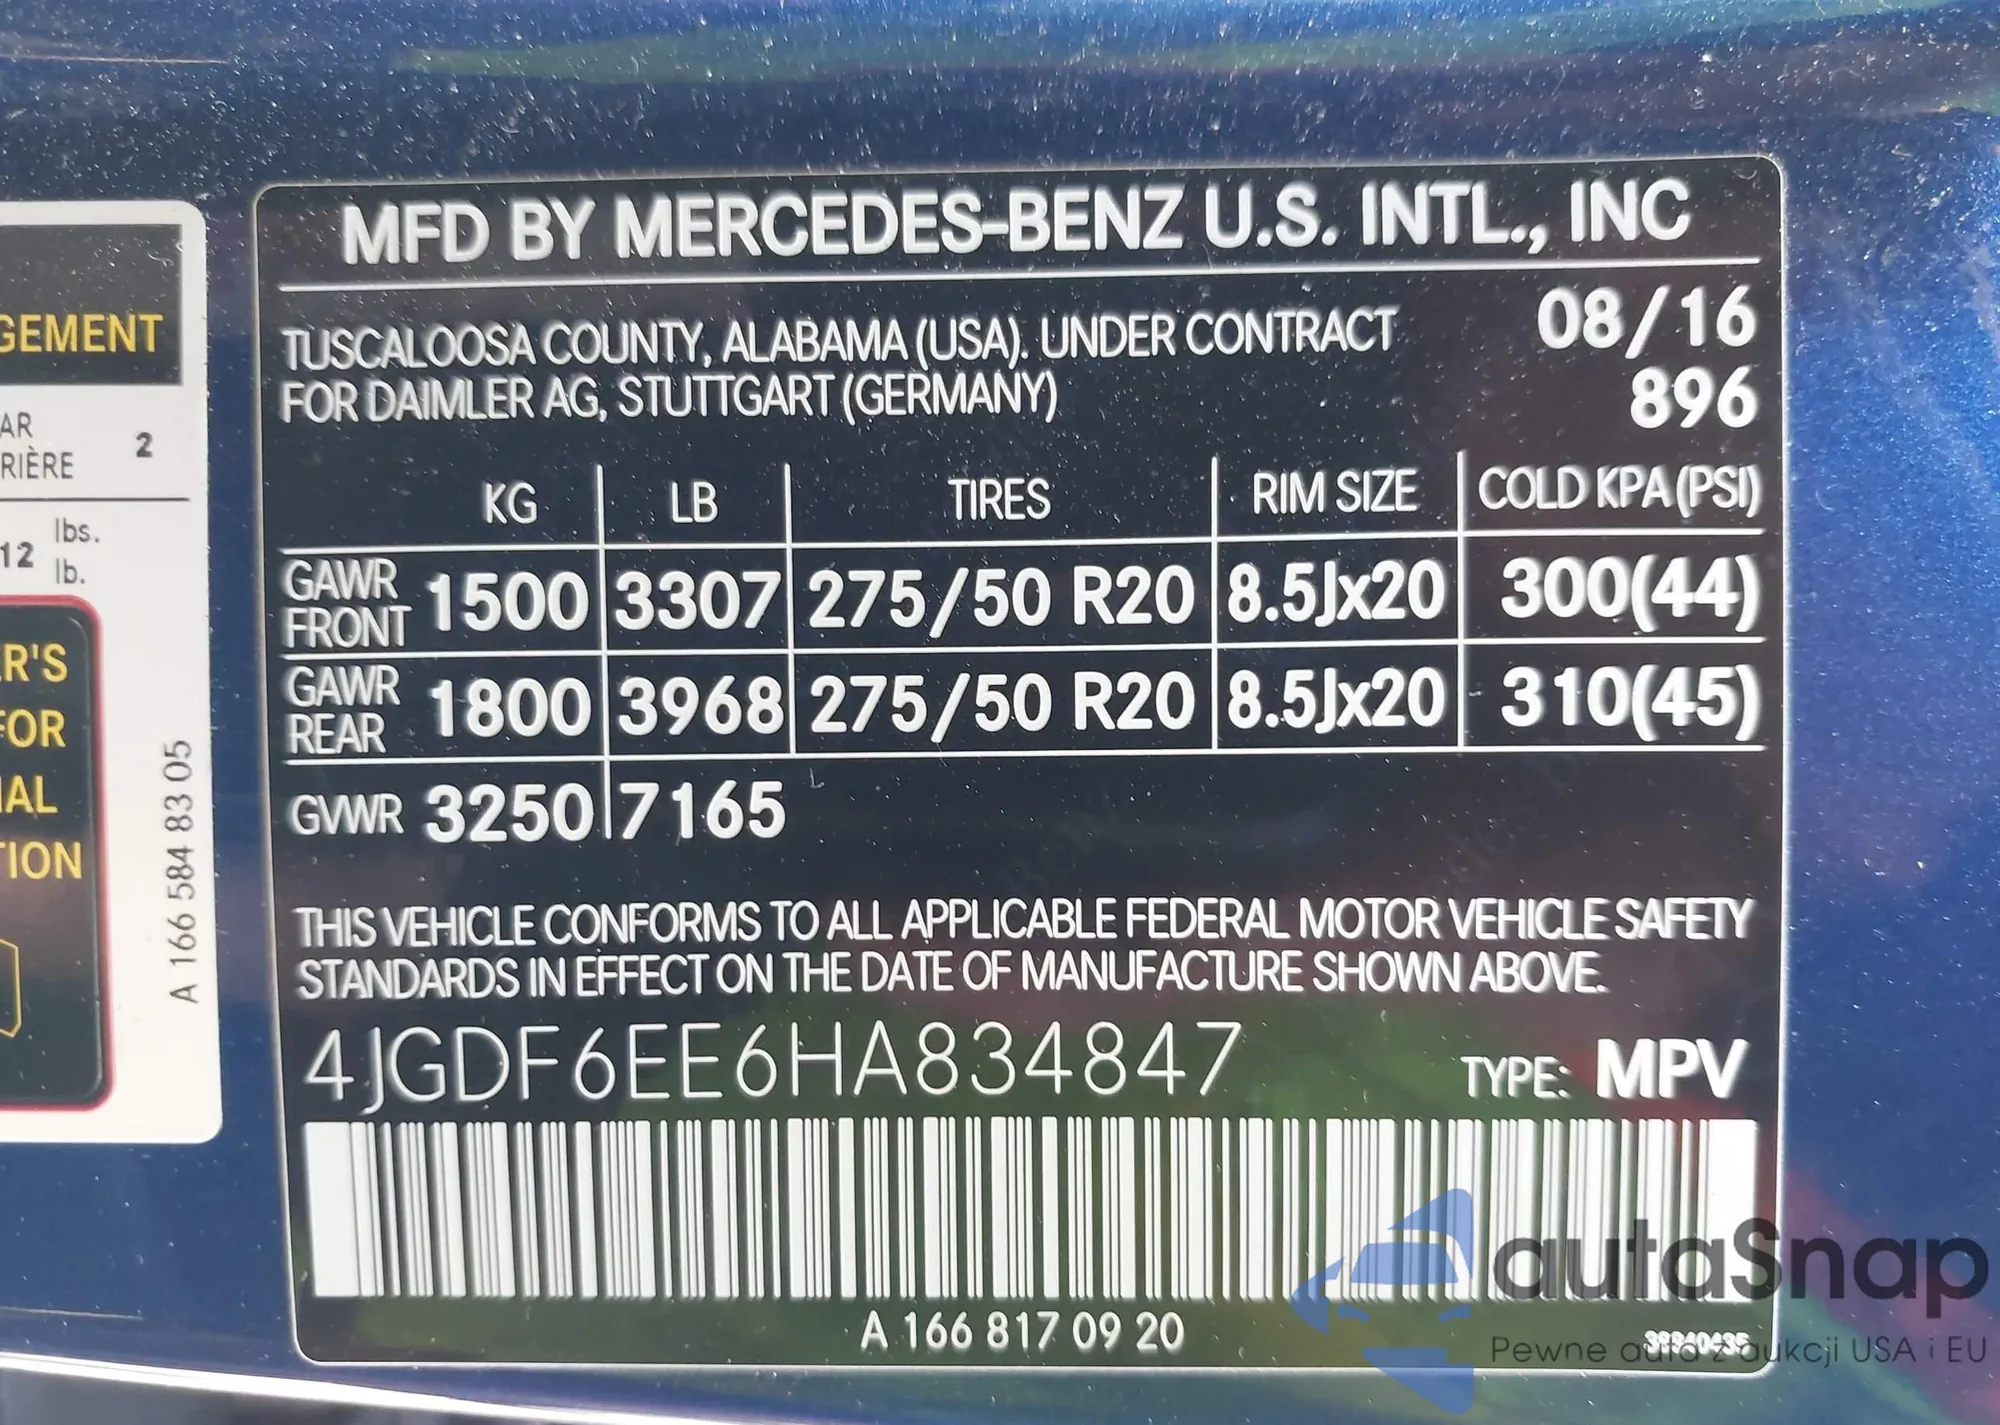 MFD BY MERCEDES-BENZ U.S. INTL., INC
TUSCALOOSA COUNTY, ALABAMA (USA). UNDER CONTRACT
FOR DAIMLER AG, STUTTGART (GERMANY)
08/16
896
KG LB TIRES RIM SIZE COLD KPA (PSI)
GAWR FRONT 1500 3307 275/50 R20 8.5Jx20 300(44)
GAWR REAR 1800 3968 275/50 R20 8.5Jx20 310(45)
GVWR 3250 7165
THIS VEHICLE CONFORMS TO ALL APPLICABLE FEDERAL MOTOR VEHICLE SAFETY
STANDARDS IN EFFECT ON THE DATE OF MANUFACTURE SHOWN ABOVE.
4JGDF6EE6HA834847 TYPE: MPV
A 166 817 09 20
GEMENT
AR
RIÈRE 2
12 lbs.
lb.
R'S
FOR
IAL
TION
A 166 584 83 05
autaSnap
Pewne auta z aukcji USA i EU